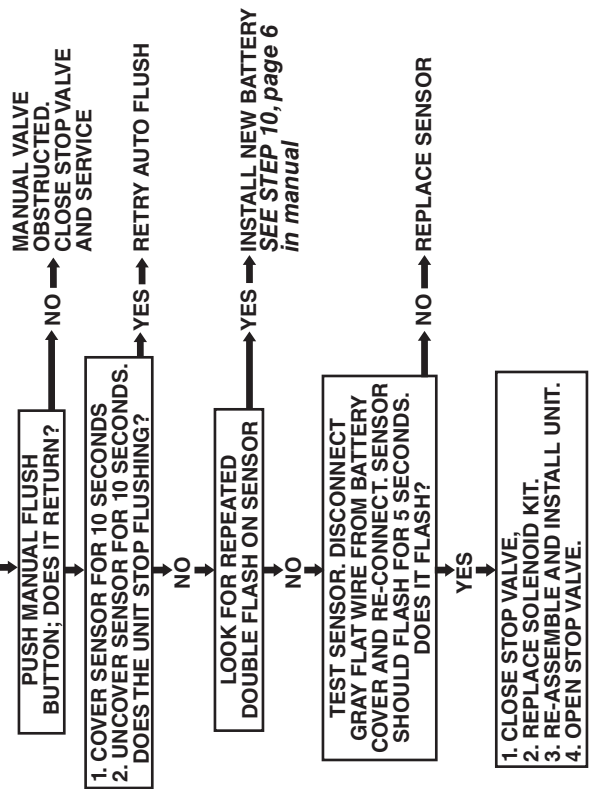 PUSH MANUAL FLUSH
BUTTON; DOES IT RETURN?
NO
MANUAL VALVE
OBSTRUCTED.
CLOSE STOP VALVE
AND SERVICE
1. COVER SENSOR FOR 10 SECONDS
2. UNCOVER SENSOR FOR 10 SECONDS.
DOES THE UNIT STOP FLUSHING?
YES
RETRY AUTO FLUSH
NO
LOOK FOR REPEATED
DOUBLE FLASH ON SENSOR
YES
INSTALL NEW BATTERY
SEE STEP 10, page 6
in manual
NO
TEST SENSOR. DISCONNECT
GRAY FLAT WIRE FROM BATTERY
COVER AND RE-CONNECT. SENSOR
SHOULD FLASH FOR 5 SECONDS.
DOES IT FLASH?
NO
REPLACE SENSOR
YES
1. CLOSE STOP VALVE,
2. REPLACE SOLENOID KIT.
3. RE-ASSEMBLE AND INSTALL UNIT.
4. OPEN STOP VALVE.